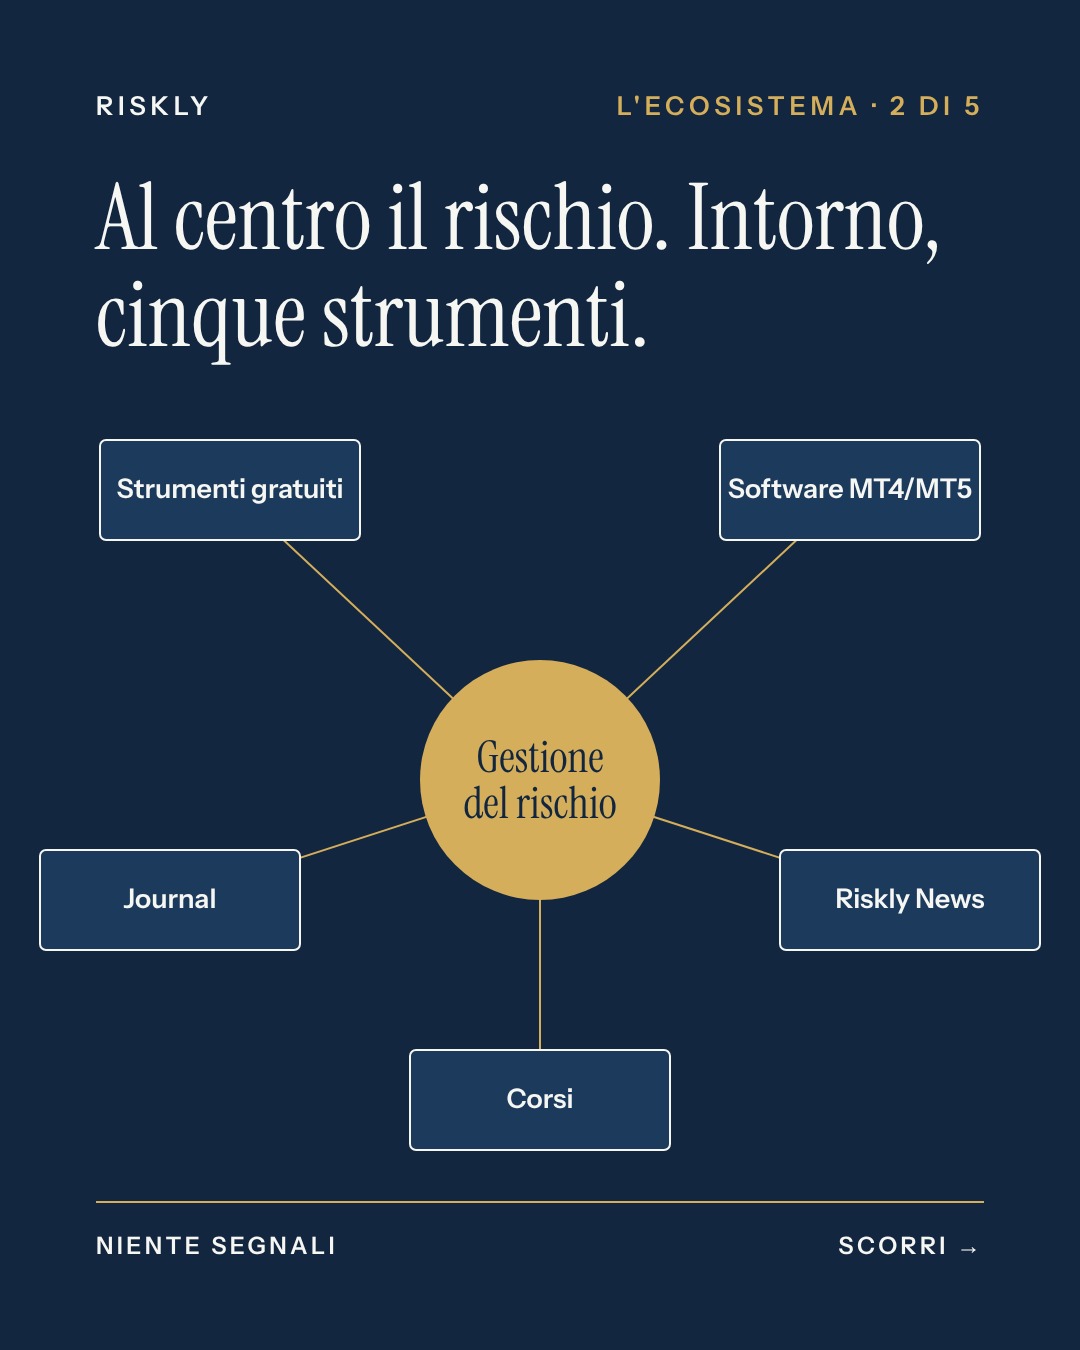 RISKLY
L'ECOSISTEMA · 2 DI 5
Al centro il rischio. Intorno,
cinque strumenti.
Strumenti gratuiti
Software MT4/MT5
Gestione
del rischio
Journal
Riskly News
Corsi
NIENTE SEGNALI
SCORRI →